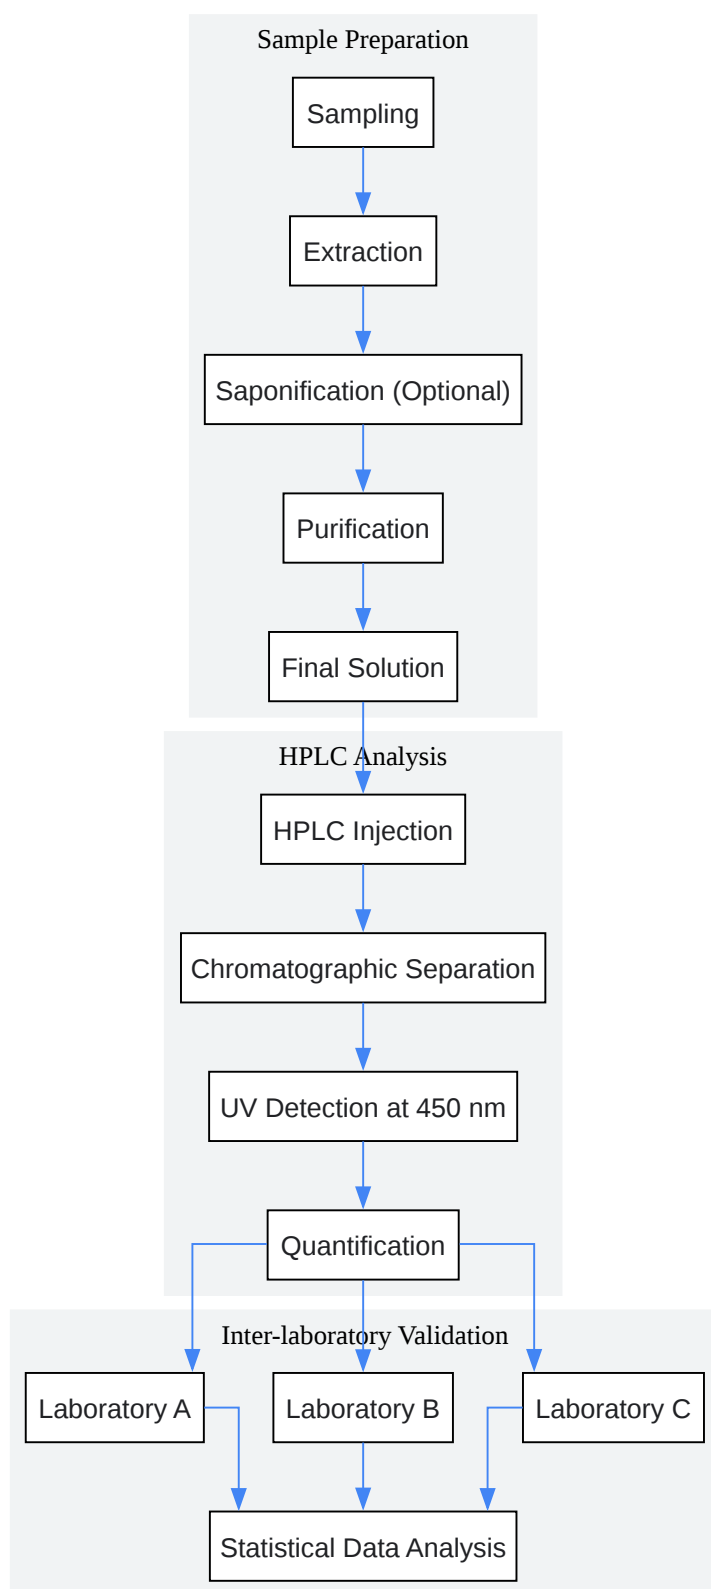 Sample Preparation
Sampling
Extraction
Saponification (Optional)
Purification
Final Solution
HPLC Analysis
HPLC Injection
Chromatographic Separation
UV Detection at 450 nm
Quantification
Inter-laboratory Validation
Laboratory A
Laboratory B
Laboratory C
Statistical Data Analysis